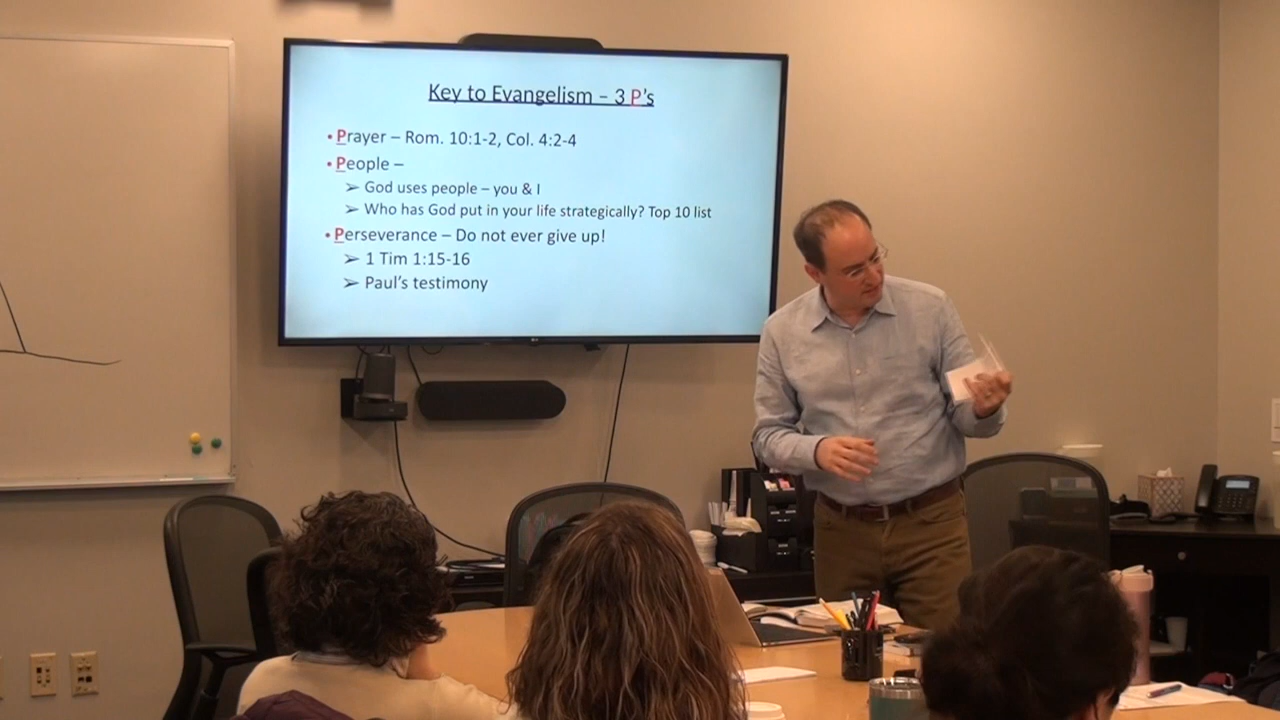 Key to Evangelism – 3 P's
• Prayer – Rom. 10:1-2, Col. 4:2-4
• People –
➢ God uses people – you & I
➢ Who has God put in your life strategically? Top 10 list
• Perseverance – Do not ever give up!
➢ 1 Tim 1:15-16
➢ Paul's testimony